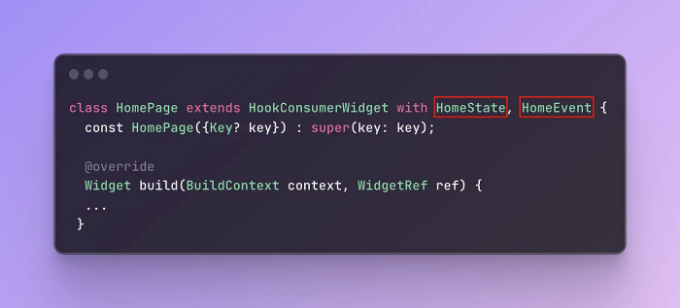 class HomePage extends HookConsumerWidget with HomeState, HomeEvent {
  const HomePage({Key? key}) : super(key: key);

  @override
  Widget build(BuildContext context, WidgetRef ref) {
  ...
 }